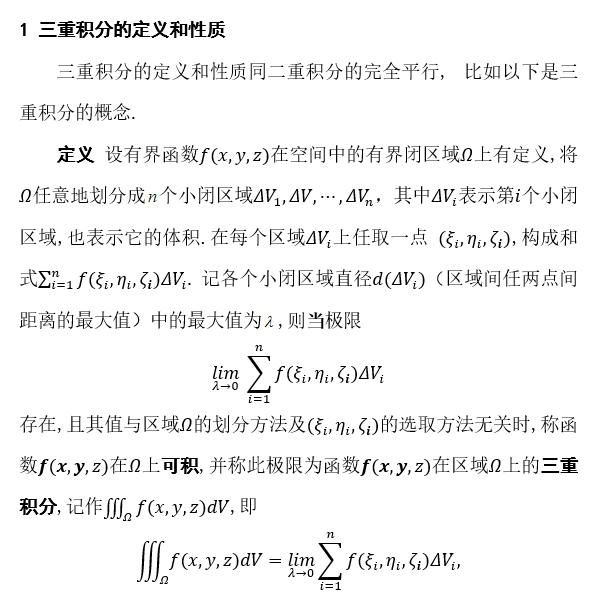 1 三重积分的定义和性质
三重积分的定义和性质同二重积分的完全平行, 比如以下是三
重积分的概念.
定义 设有界函数f(x,y,z)在空间中的有界闭区域Ω上有定义,将
Ω任意地划分成n个小闭区域ΔV₁,ΔV,⋯,ΔVₙ，其中ΔVᵢ表示第i个小闭
区域,也表示它的体积.在每个区域ΔVᵢ上任取一点 (ξᵢ,ηᵢ,ζᵢ),构成和
式∑ᵢ₌₁ⁿ f(ξᵢ,ηᵢ,ζᵢ)ΔVᵢ. 记各个小闭区域直径d(ΔVᵢ)（区域间任两点间
距离的最大值）中的最大值为λ,则当极限
lim_{λ→0} ∑_{i=1}^{n} f(ξᵢ,ηᵢ,ζᵢ)ΔVᵢ
存在,且其值与区域Ω的划分方法及(ξᵢ,ηᵢ,ζᵢ)的选取方法无关时,称函
数f(x,y,z)在Ω上可积,并称此极限为函数f(x,y,z)在区域Ω上的三重
积分,记作∭_Ω f(x,y,z)dV,即
∭_Ω f(x,y,z)dV = lim_{λ→0} ∑_{i=1}^{n} f(ξᵢ,ηᵢ,ζᵢ)ΔVᵢ,